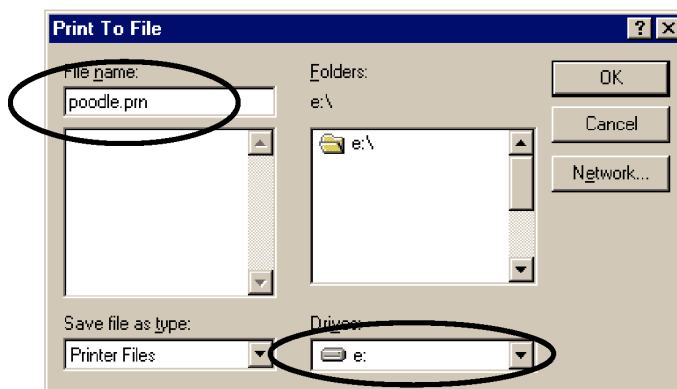 Print To File
File name:
poodle.prn
Folders:
e:\
e:\
OK
Cancel
Network...
Save file as type:
Printer Files
Drives:
e: